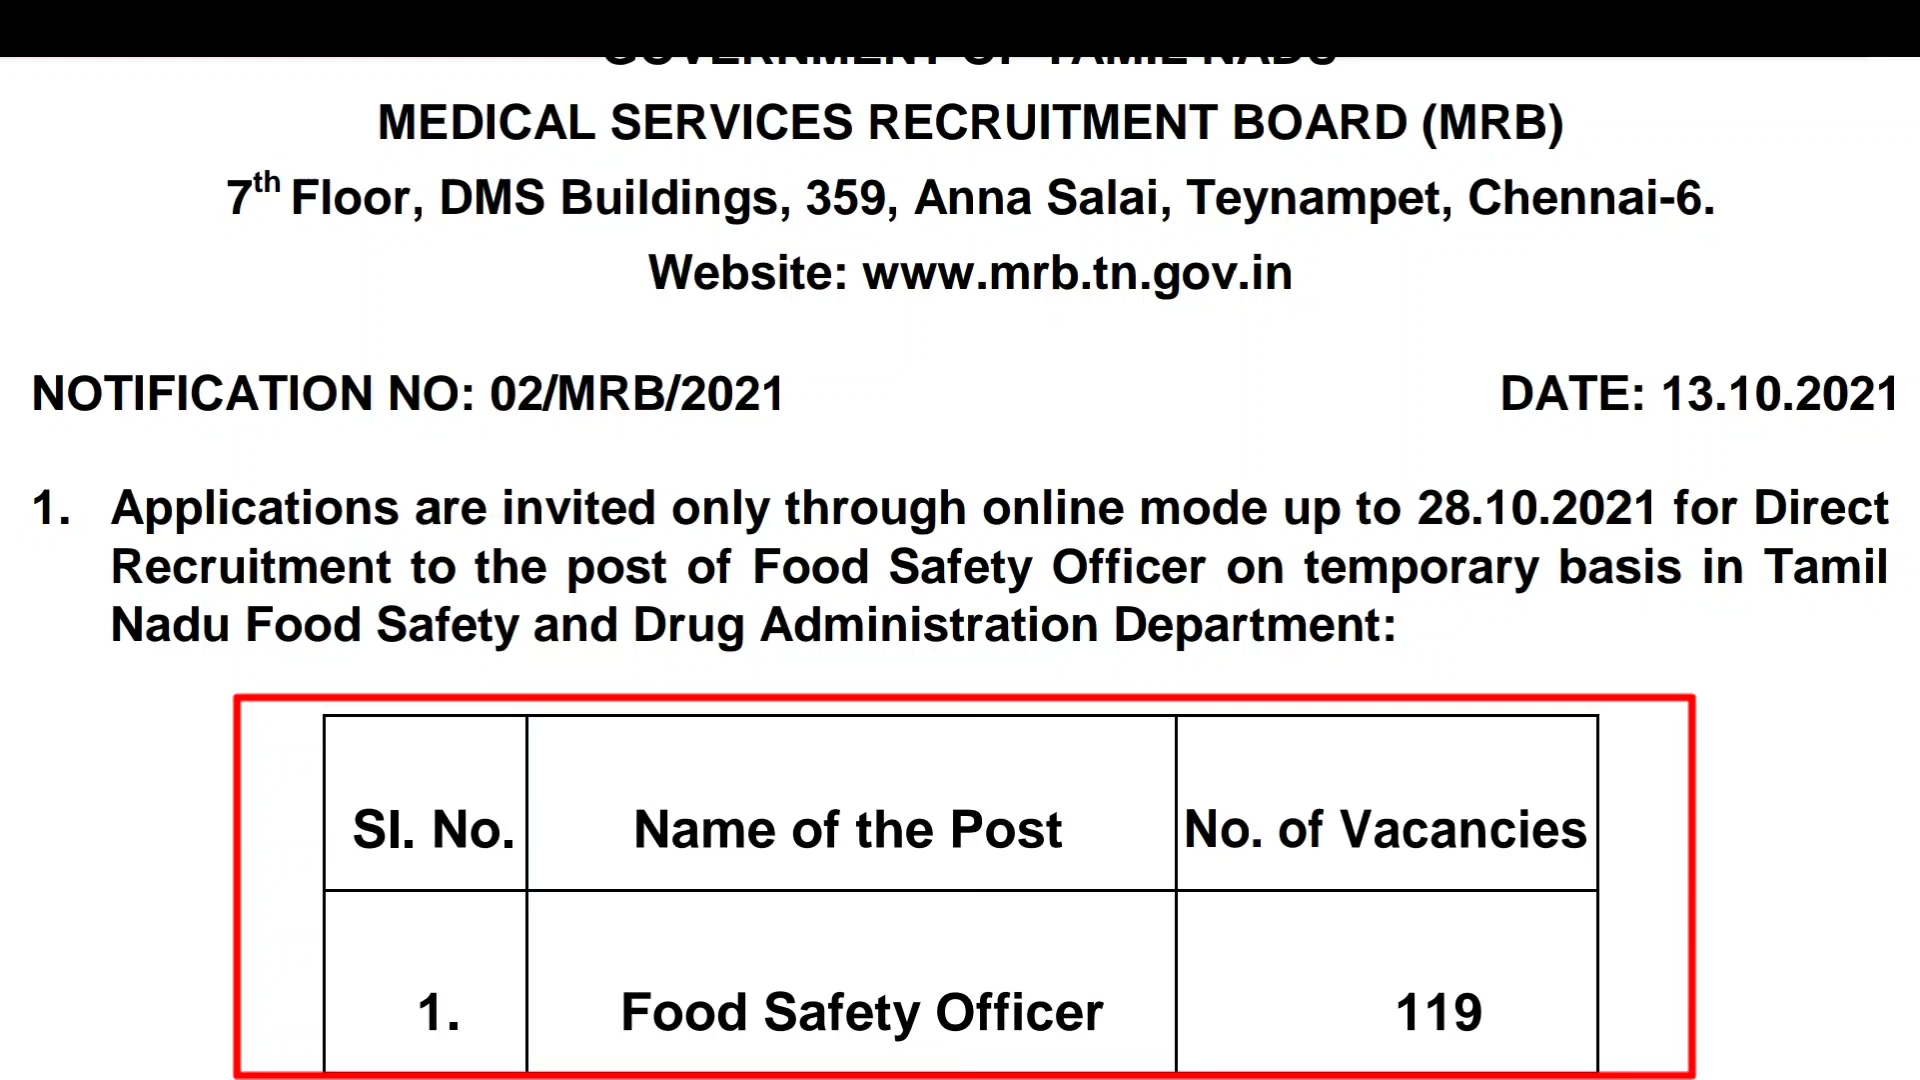 GOVERNMENT OF TAMIL NADU
MEDICAL SERVICES RECRUITMENT BOARD (MRB)
7th Floor, DMS Buildings, 359, Anna Salai, Teynampet, Chennai-6.
Website: www.mrb.tn.gov.in
NOTIFICATION NO: 02/MRB/2021 DATE: 13.10.2021
1. Applications are invited only through online mode up to 28.10.2021 for Direct
Recruitment to the post of Food Safety Officer on temporary basis in Tamil
Nadu Food Safety and Drug Administration Department:
Sl. No. Name of the Post No. of Vacancies
1. Food Safety Officer 119